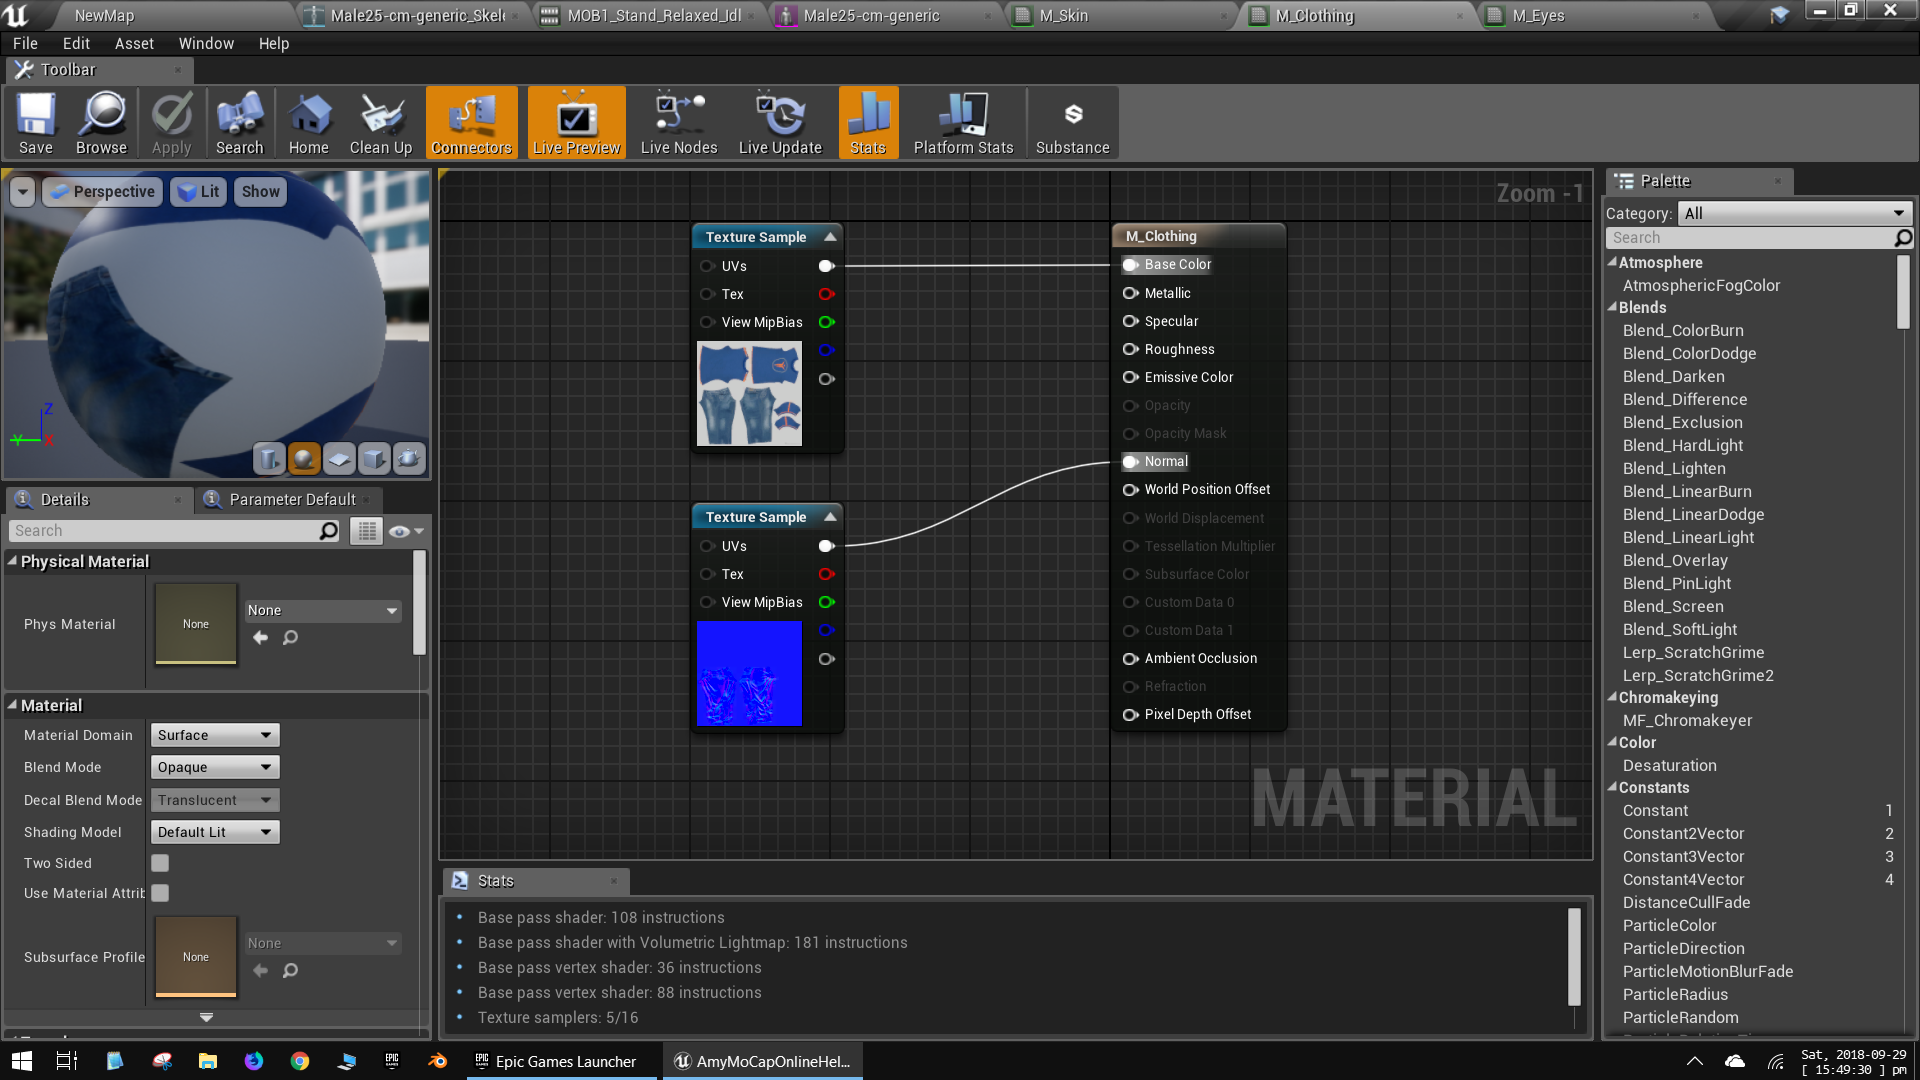 NewMap
Male25-cm-generic_Skele
MOB1_Stand_Relaxed_Idl
Male25-cm-generic
M_Skin
M_Clothing
M_Eyes
File Edit Asset Window Help
Toolbar
Save
Browse
Apply
Search
Home
Clean Up
Connectors
Live Preview
Live Nodes
Live Update
Stats
Platform Stats
Substance
Perspective
Lit
Show
Z
Y
X
Details
Parameter Default
Search
Physical Material
Phys Material
None
None
Material
Material Domain
Surface
Blend Mode
Opaque
Decal Blend Mode
Translucent
Shading Model
Default Lit
Two Sided
Use Material Attrib
Subsurface Profile
None
None
Zoom -1
Texture Sample
UVs
Tex
View MipBias
Texture Sample
UVs
Tex
View MipBias
M_Clothing
Base Color
Metallic
Specular
Roughness
Emissive Color
Opacity
Opacity Mask
Normal
World Position Offset
World Displacement
Tessellation Multiplier
Subsurface Color
Custom Data 0
Custom Data 1
Ambient Occlusion
Refraction
Pixel Depth Offset
MATERIAL
Stats
Base pass shader: 108 instructions
Base pass shader with Volumetric Lightmap: 181 instructions
Base pass vertex shader: 36 instructions
Base pass vertex shader: 88 instructions
Texture samplers: 5/16
Palette
Category: All
Search
Atmosphere
AtmosphericFogColor
Blends
Blend_ColorBurn
Blend_ColorDodge
Blend_Darken
Blend_Difference
Blend_Exclusion
Blend_HardLight
Blend_Lighten
Blend_LinearBurn
Blend_LinearDodge
Blend_LinearLight
Blend_Overlay
Blend_PinLight
Blend_Screen
Blend_SoftLight
Lerp_ScratchGrime
Lerp_ScratchGrime2
Chromakeying
MF_Chromakeyer
Color
Desaturation
Constants
Constant 1
Constant2Vector 2
Constant3Vector 3
Constant4Vector 4
DistanceCullFade
ParticleColor
ParticleDirection
ParticleMotionBlurFade
ParticleRadius
ParticleRandom
Epic Games Launcher
AmyMoCapOnlineHel...
Sat, 2018-09-29
[ 15:49:30 ] pm